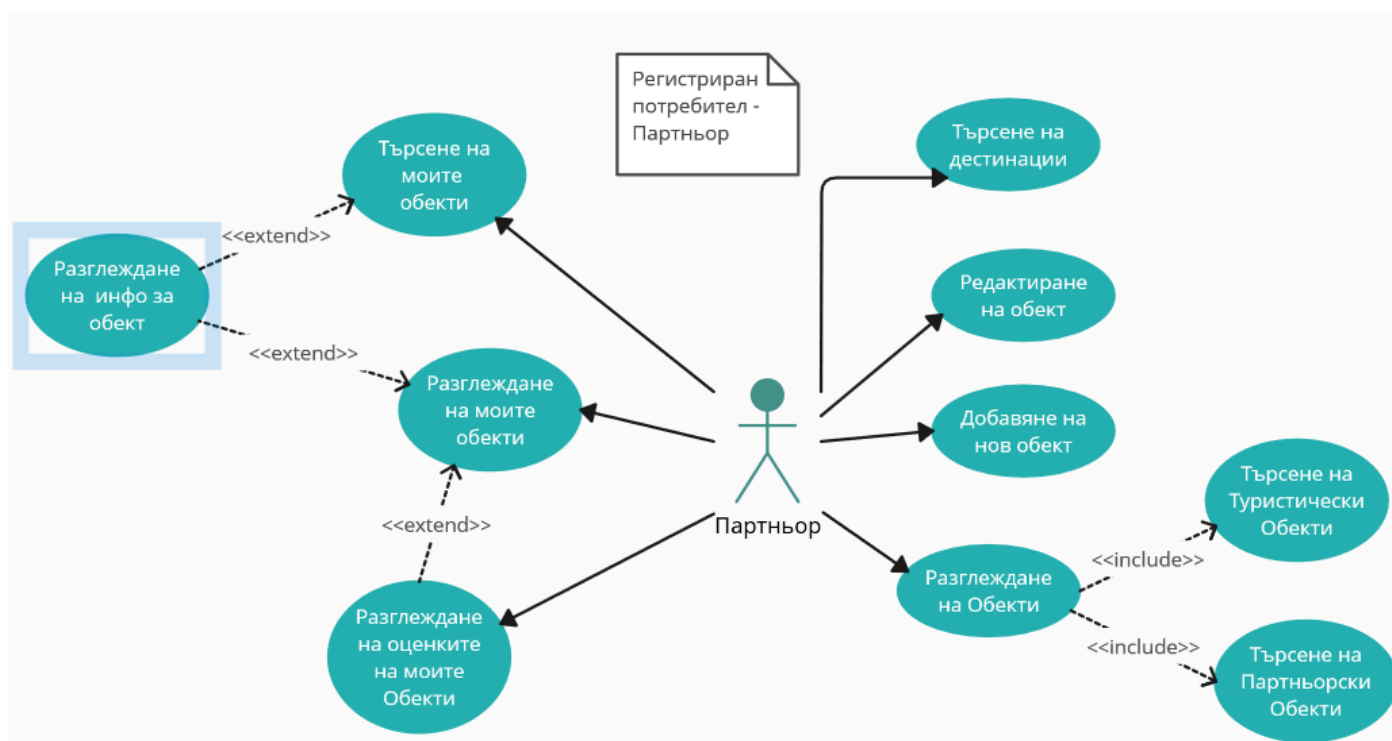 Регистриран
потребител -
Партньор
Търсене на
моите
обекти
Търсене на
дестинации
<<extend>>
Разглеждане
на инфо за
обект
Редактиране
на обект
<<extend>>
Разглеждане
на моите
обекти
Добавяне на
нов обект
<<extend>>
Партньор
Търсене на
Туристически
Обекти
<<include>>
Разглеждане
на Обекти
Разглеждане
на оценките
на моите
Обекти
<<include>>
Търсене на
Партньорски
Обекти